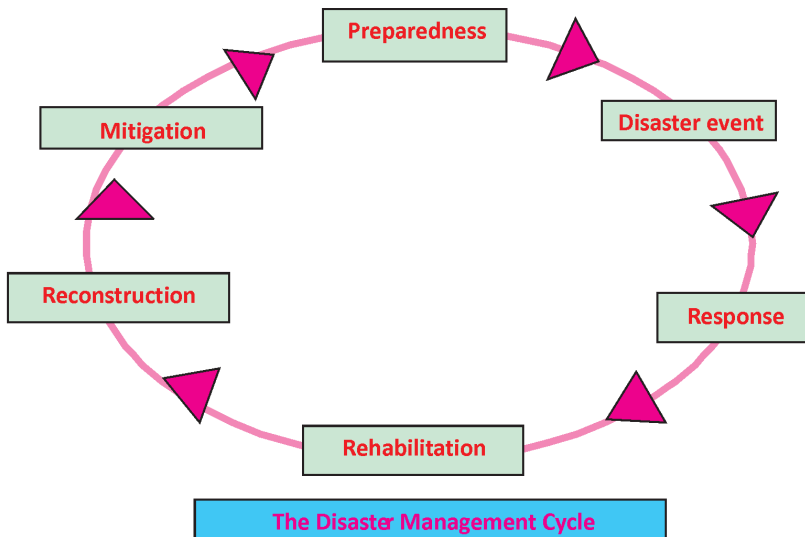 Preparedness
Disaster event
Mitigation
Reconstruction
Response
Rehabilitation
The Disaster Management Cycle